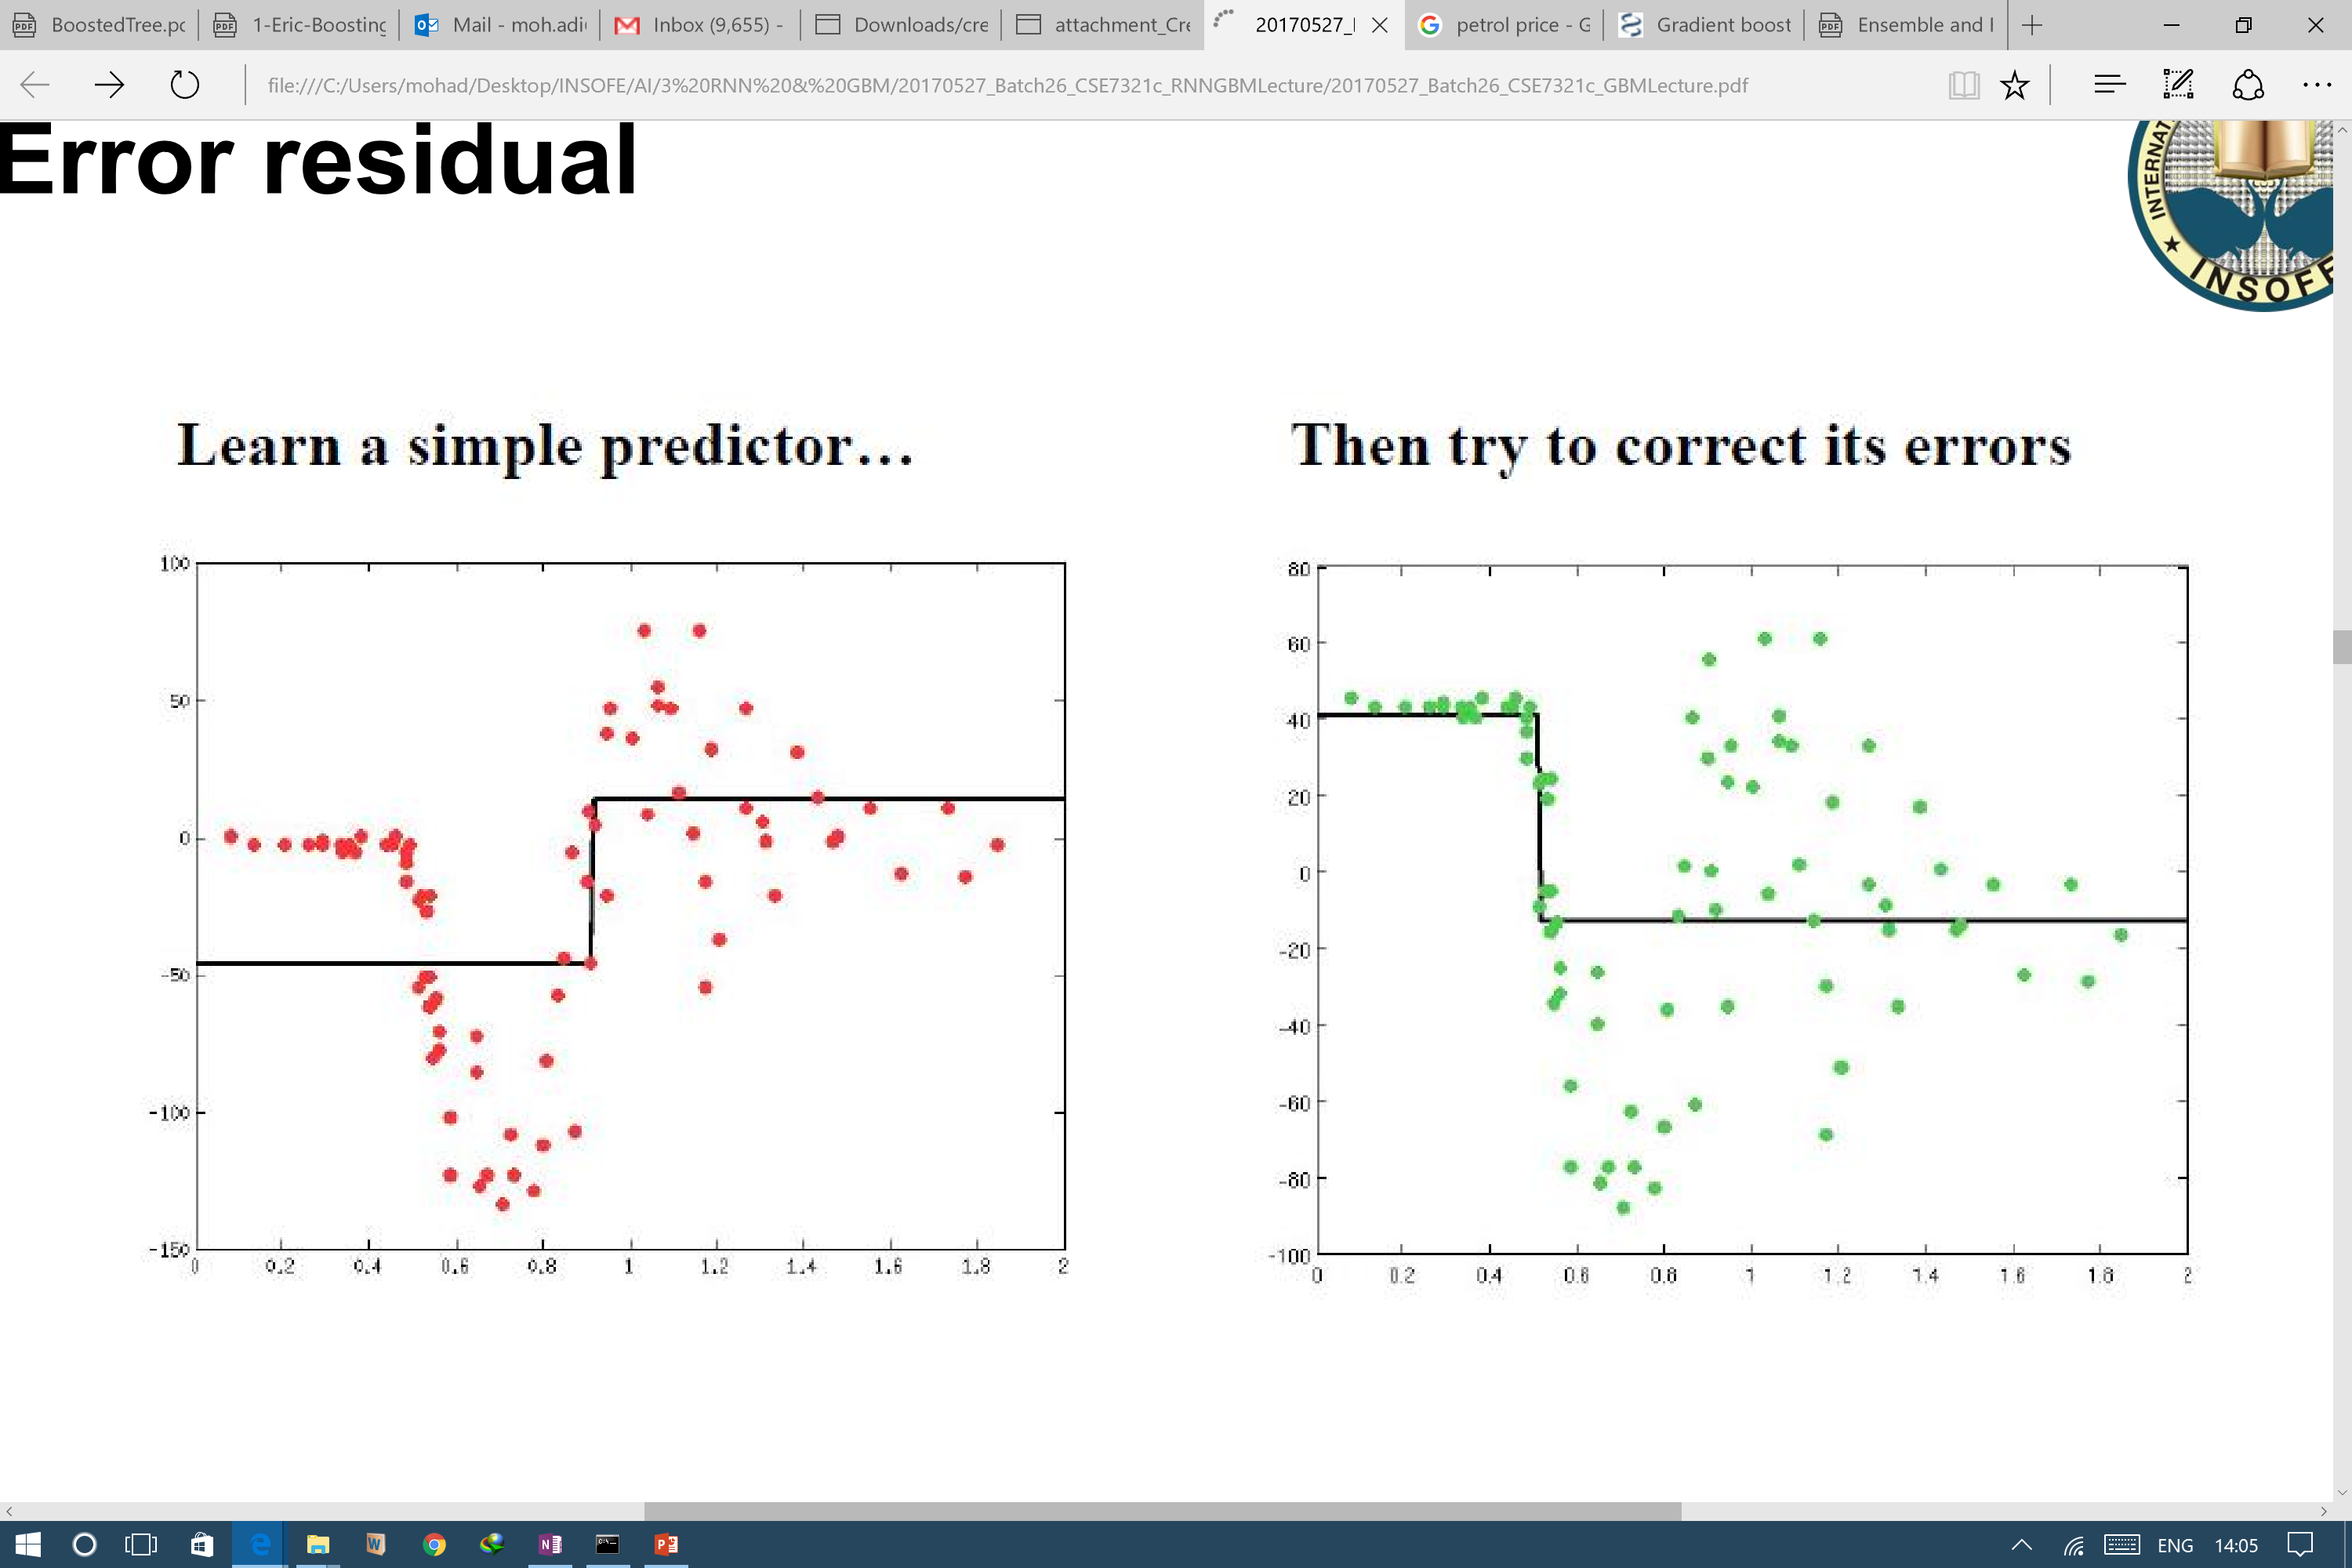 BoostedTree.pc
1-Eric-Boosting
Mail - moh.adi
Inbox (9,655) -
Downloads/cre
attachment_Cre
20170527_
petrol price - G
Gradient boost
Ensemble and I
file:///C:/Users/mohad/Desktop/INSOFE/AI/3%20RNN%20&%20GBM/20170527_Batch26_CSE7321c_RNNGBMLecture/20170527_Batch26_CSE7321c_GBMLecture.pdf
Error residual
INTERNAT
INSOFE
Learn a simple predictor...
Then try to correct its errors
100
50
0
-50
-100
-150
0 0.2 0.4 0.6 0.8 1 1.2 1.4 1.6 1.8 2
80
60
40
20
0
-20
-40
-60
-80
-100
0 0.2 0.4 0.6 0.8 1 1.2 1.4 1.6 1.8 2
ENG 14:05